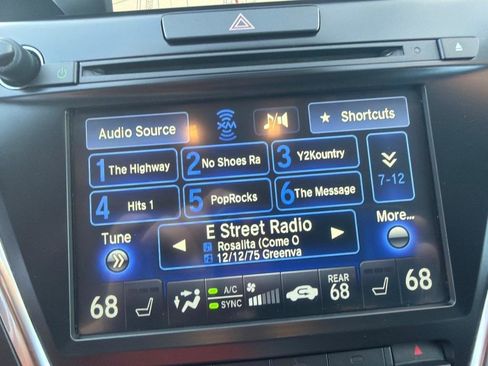 XM
Audio Source
★ Shortcuts
1 The Highway
2 No Shoes Ra
3 Y2Kountry
4 Hits 1
5 PopRocks
6 The Message
7-12
E Street Radio
Rosalita (Come O
12/12/75 Greenva
Tune
More...
68
A/C
SYNC
REAR
68
68